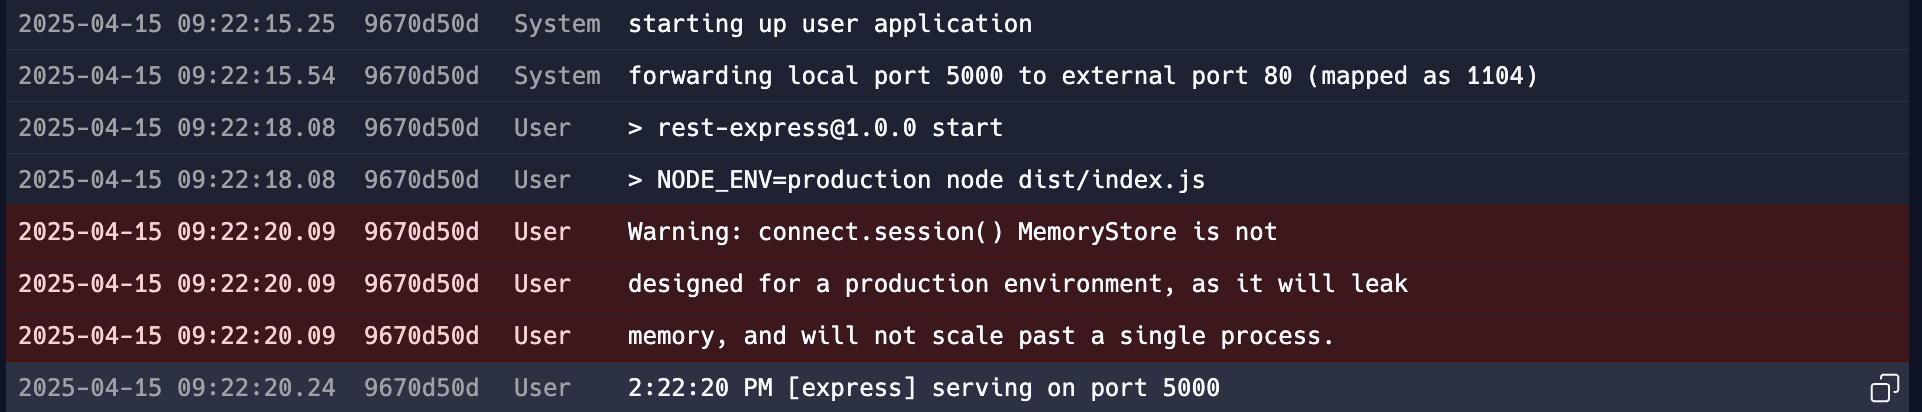 2025-04-15 09:22:15.25 9670d50d System starting up user application
2025-04-15 09:22:15.54 9670d50d System forwarding local port 5000 to external port 80 (mapped as 1104)
2025-04-15 09:22:18.08 9670d50d User > rest-express@1.0.0 start
2025-04-15 09:22:18.08 9670d50d User > NODE_ENV=production node dist/index.js
2025-04-15 09:22:20.09 9670d50d User Warning: connect.session() MemoryStore is not
2025-04-15 09:22:20.09 9670d50d User designed for a production environment, as it will leak
2025-04-15 09:22:20.09 9670d50d User memory, and will not scale past a single process.
2025-04-15 09:22:20.24 9670d50d User 2:22:20 PM [express] serving on port 5000